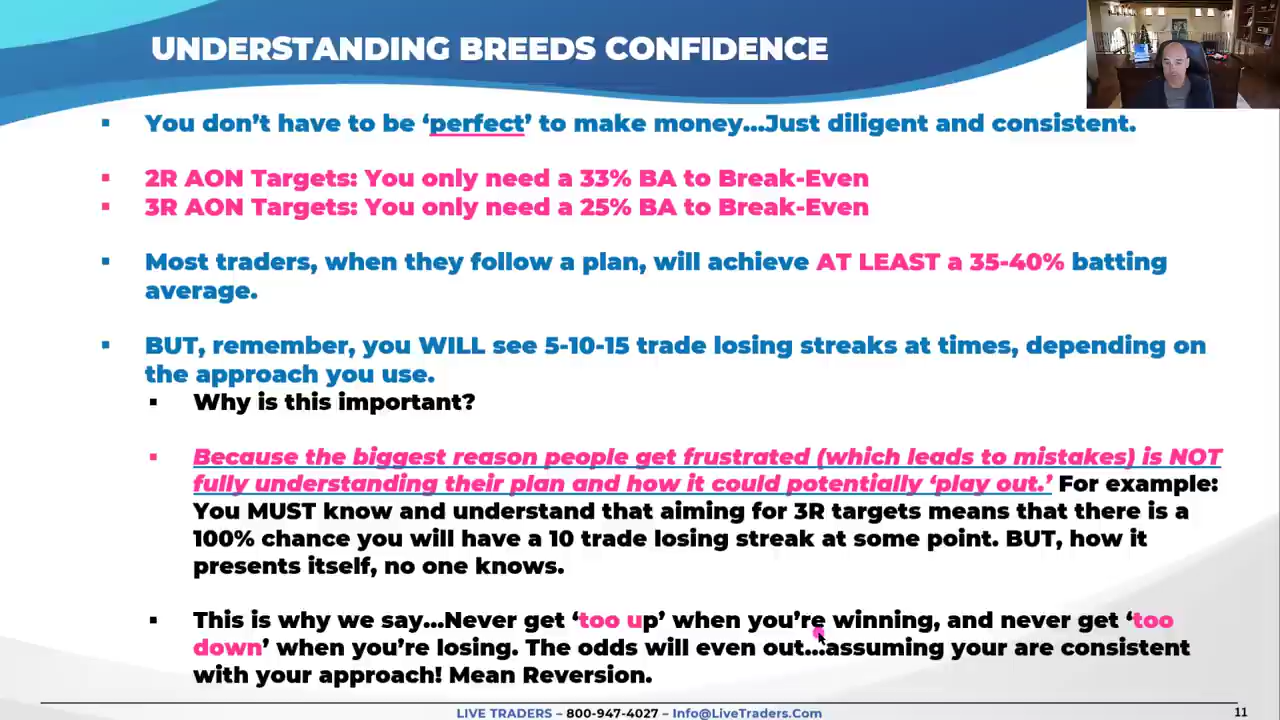 UNDERSTANDING BREEDS CONFIDENCE
▪ You don’t have to be ‘perfect’ to make money...Just diligent and consistent.
▪ 2R AON Targets: You only need a 33% BA to Break-Even
▪ 3R AON Targets: You only need a 25% BA to Break-Even
▪ Most traders, when they follow a plan, will achieve AT LEAST a 35-40% batting
average.
▪ BUT, remember, you WILL see 5-10-15 trade losing streaks at times, depending on
the approach you use.
▪ Why is this important?
▪ Because the biggest reason people get frustrated (which leads to mistakes) is NOT
fully understanding their plan and how it could potentially ‘play out.’ For example:
You MUST know and understand that aiming for 3R targets means that there is a
100% chance you will have a 10 trade losing streak at some point. BUT, how it
presents itself, no one knows.
▪ This is why we say...Never get ‘too up’ when you’re winning, and never get ‘too
down’ when you’re losing. The odds will even out...assuming your are consistent
with your approach! Mean Reversion.
LIVE TRADERS – 800-947-4027 – Info@LiveTraders.Com
11